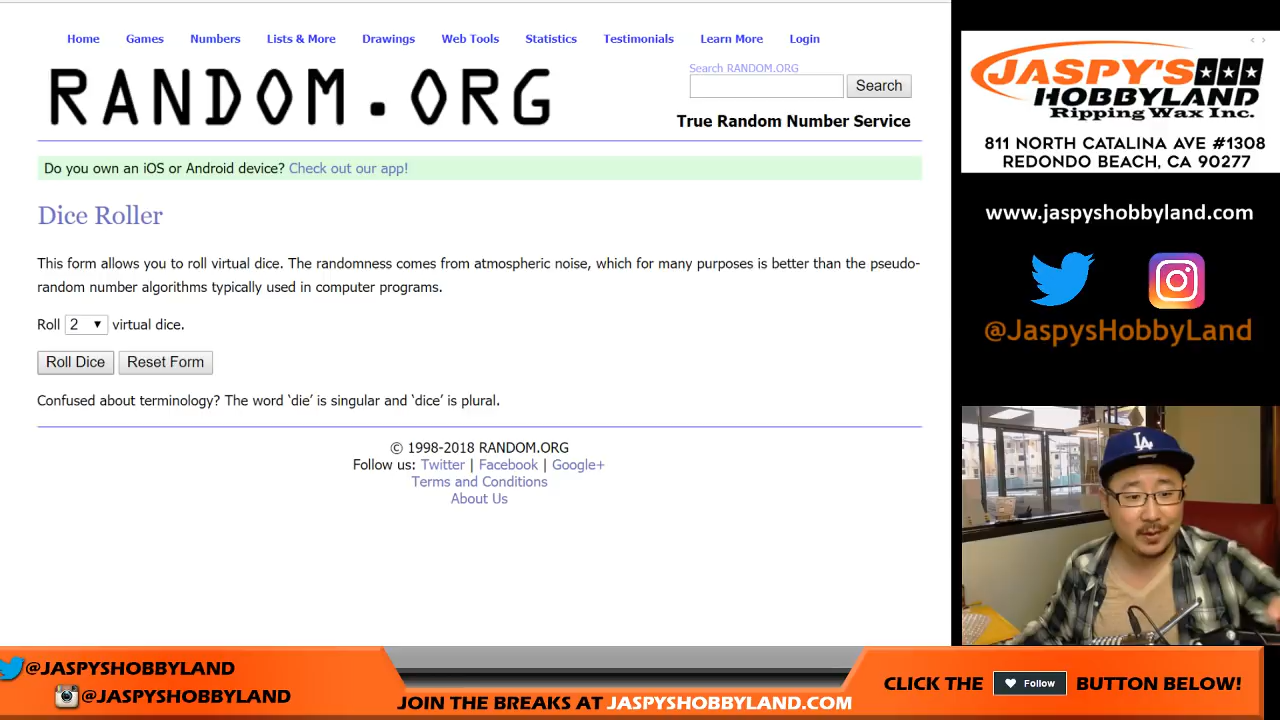 Home Games Numbers Lists & More Drawings Web Tools Statistics Testimonials Learn More Login
RANDOM.ORG
Search RANDOM.ORG
Search
True Random Number Service
Do you own an iOS or Android device? Check out our app!
Dice Roller
This form allows you to roll virtual dice. The randomness comes from atmospheric noise, which for many purposes is better than the pseudo-
random number algorithms typically used in computer programs.
Roll 2 virtual dice.
Roll Dice Reset Form
Confused about terminology? The word ‘die’ is singular and ‘dice’ is plural.
© 1998-2018 RANDOM.ORG
Follow us: Twitter | Facebook | Google+
Terms and Conditions
About Us
JASPY'S
HOBBYLAND
Ripping Wax Inc.
811 NORTH CATALINA AVE #1308
REDONDO BEACH, CA 90277
www.jaspyshobbyland.com
@JaspysHobbyLand
LA
@JASPYSHOBBYLAND
@JASPYSHOBBYLAND
JOIN THE BREAKS AT JASPYSHOBBYLAND.COM
CLICK THE Follow BUTTON BELOW!